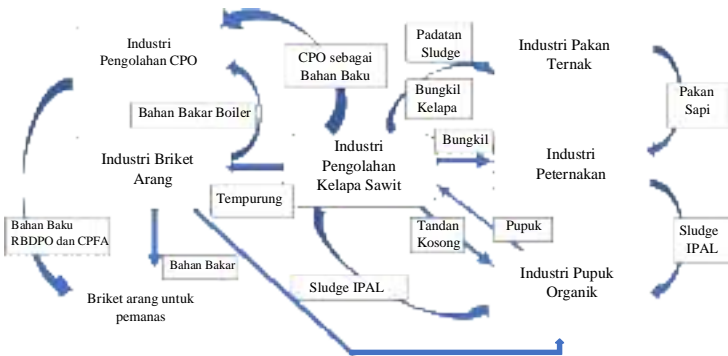 Industri
Pengolahan CPO
CPO sebagai
Bahan Baku
Padatan
Sludge
Industri Pakan
Ternak
Bungkil
Kelapa
Pakan
Sapi
Bahan Bakar Boiler
Industri Briket
Arang
Industri
Pengolahan
Kelapa Sawit
Bungkil
Industri
Peternakan
Tempurung
Bahan Baku
RBDPO dan CPFA
Bahan Bakar
Tandan
Kosong
Pupuk
Sludge
IPAL
Briket arang untuk
pemanas
Sludge IPAL
Industri Pupuk
Organik